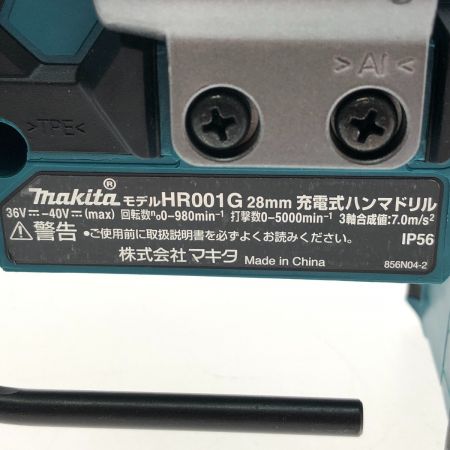 >TPE<
>AL<
makita® モデルHR001G 28mm 充電式ハンマドリル
36V⎓-40V⎓(max) 回転数n₀0-980min⁻¹ 打撃数0-5000min⁻¹ 3軸合成値:7.0m/s²
⚠警告 ・ご使用前に取扱説明書を必ずよくお読みください。 IP56
株式会社マキタ Made in China 856N04-2